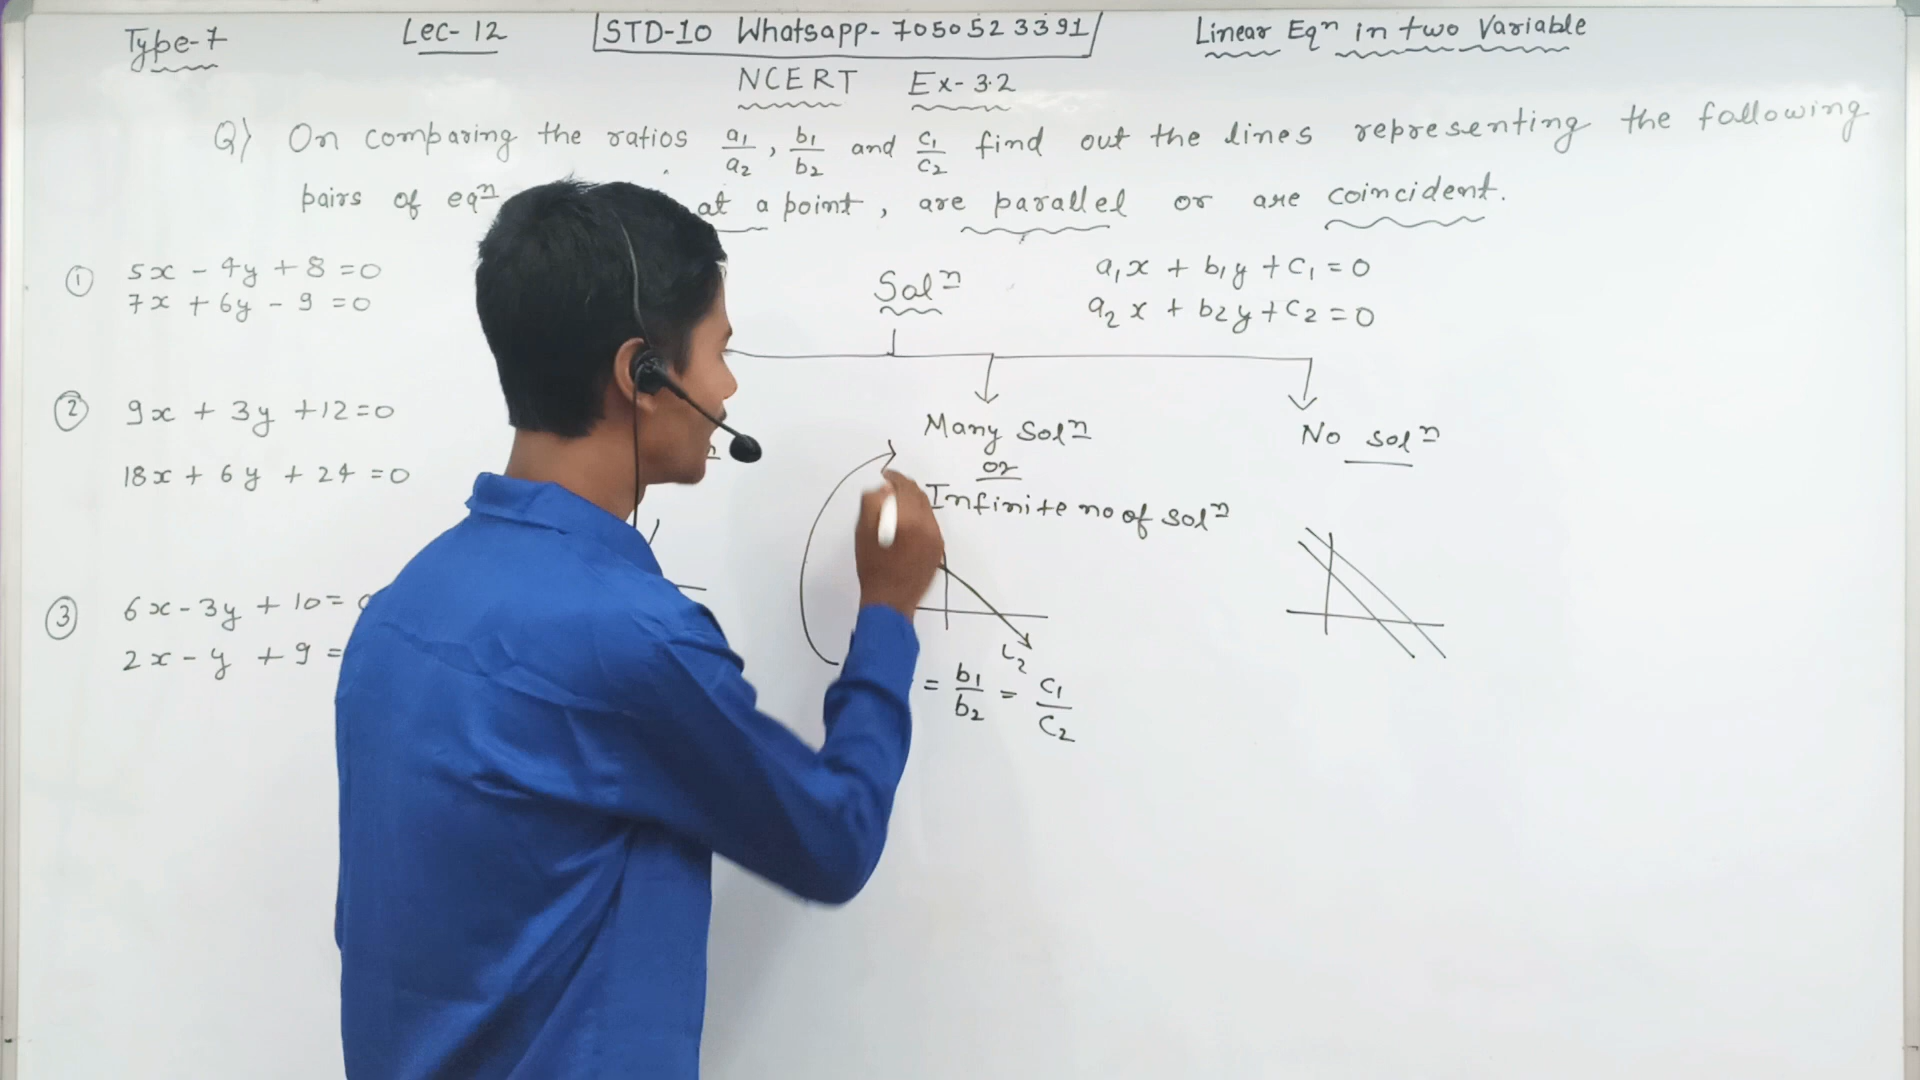 Type-7 Lec-12 STD-10 Whatsapp-7050523391 Linear Eqn in two Variable
NCERT Ex-3.2
Q) On comparing the ratios a1/a2, b1/b2 and c1/c2 find out the lines representing the following
pairs of eqn at a point, are parallel or are coincident.
① 5x - 4y + 8 = 0
7x + 6y - 9 = 0
② 9x + 3y + 12 = 0
18x + 6y + 24 = 0
③ 6x - 3y + 10 =
2x - y + 9 =
Soln
a1x + b1y + c1 = 0
a2x + b2y + c2 = 0
Many Soln
or
Infinite no of soln
L2
= b1/b2 = c1/c2
No soln